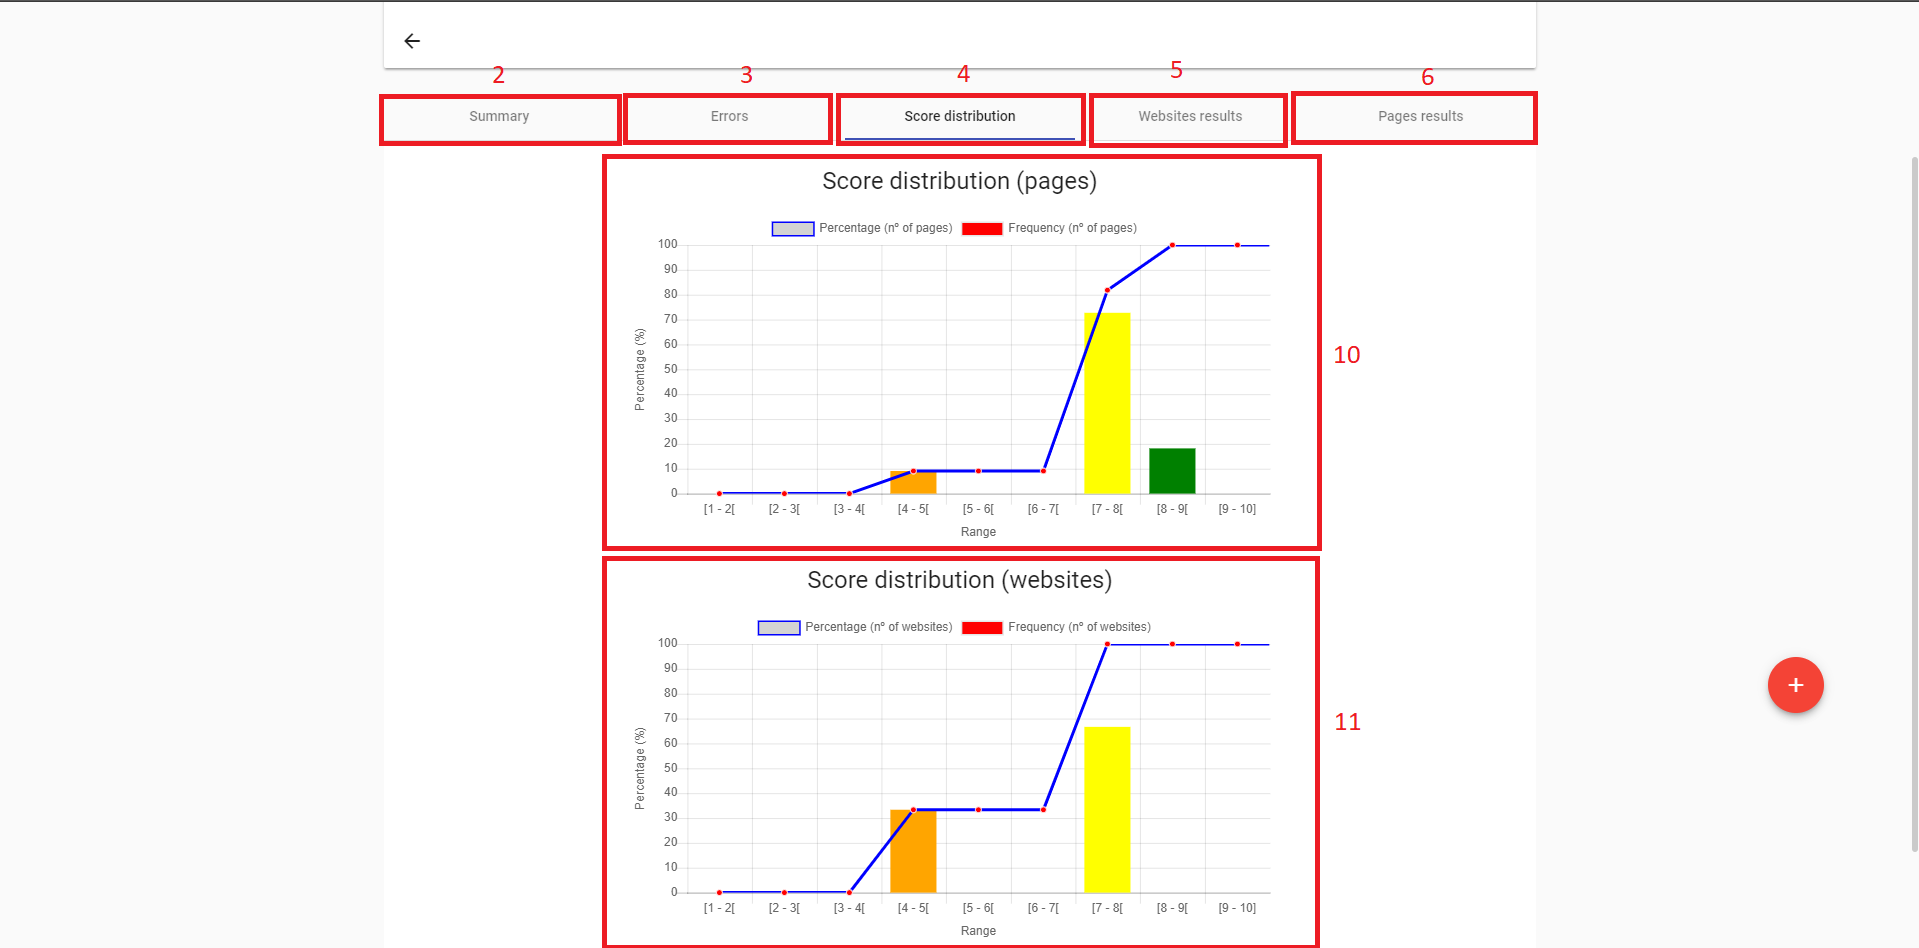 2 3 4 5 6
Summary Errors Score distribution Websites results Pages results
Score distribution (pages)
Percentage (nº of pages) Frequency (nº of pages)
100
90
80
70
60
50
40
30
20
10
0
Percentage (%)
[1 - 2[ [2 - 3[ [3 - 4[ [4 - 5[ [5 - 6[ [6 - 7[ [7 - 8[ [8 - 9[ [9 - 10]
Range
10
Score distribution (websites)
Percentage (nº of websites) Frequency (nº of websites)
100
90
80
70
60
50
40
30
20
10
0
Percentage (%)
[1 - 2[ [2 - 3[ [3 - 4[ [4 - 5[ [5 - 6[ [6 - 7[ [7 - 8[ [8 - 9[ [9 - 10]
Range
11
+